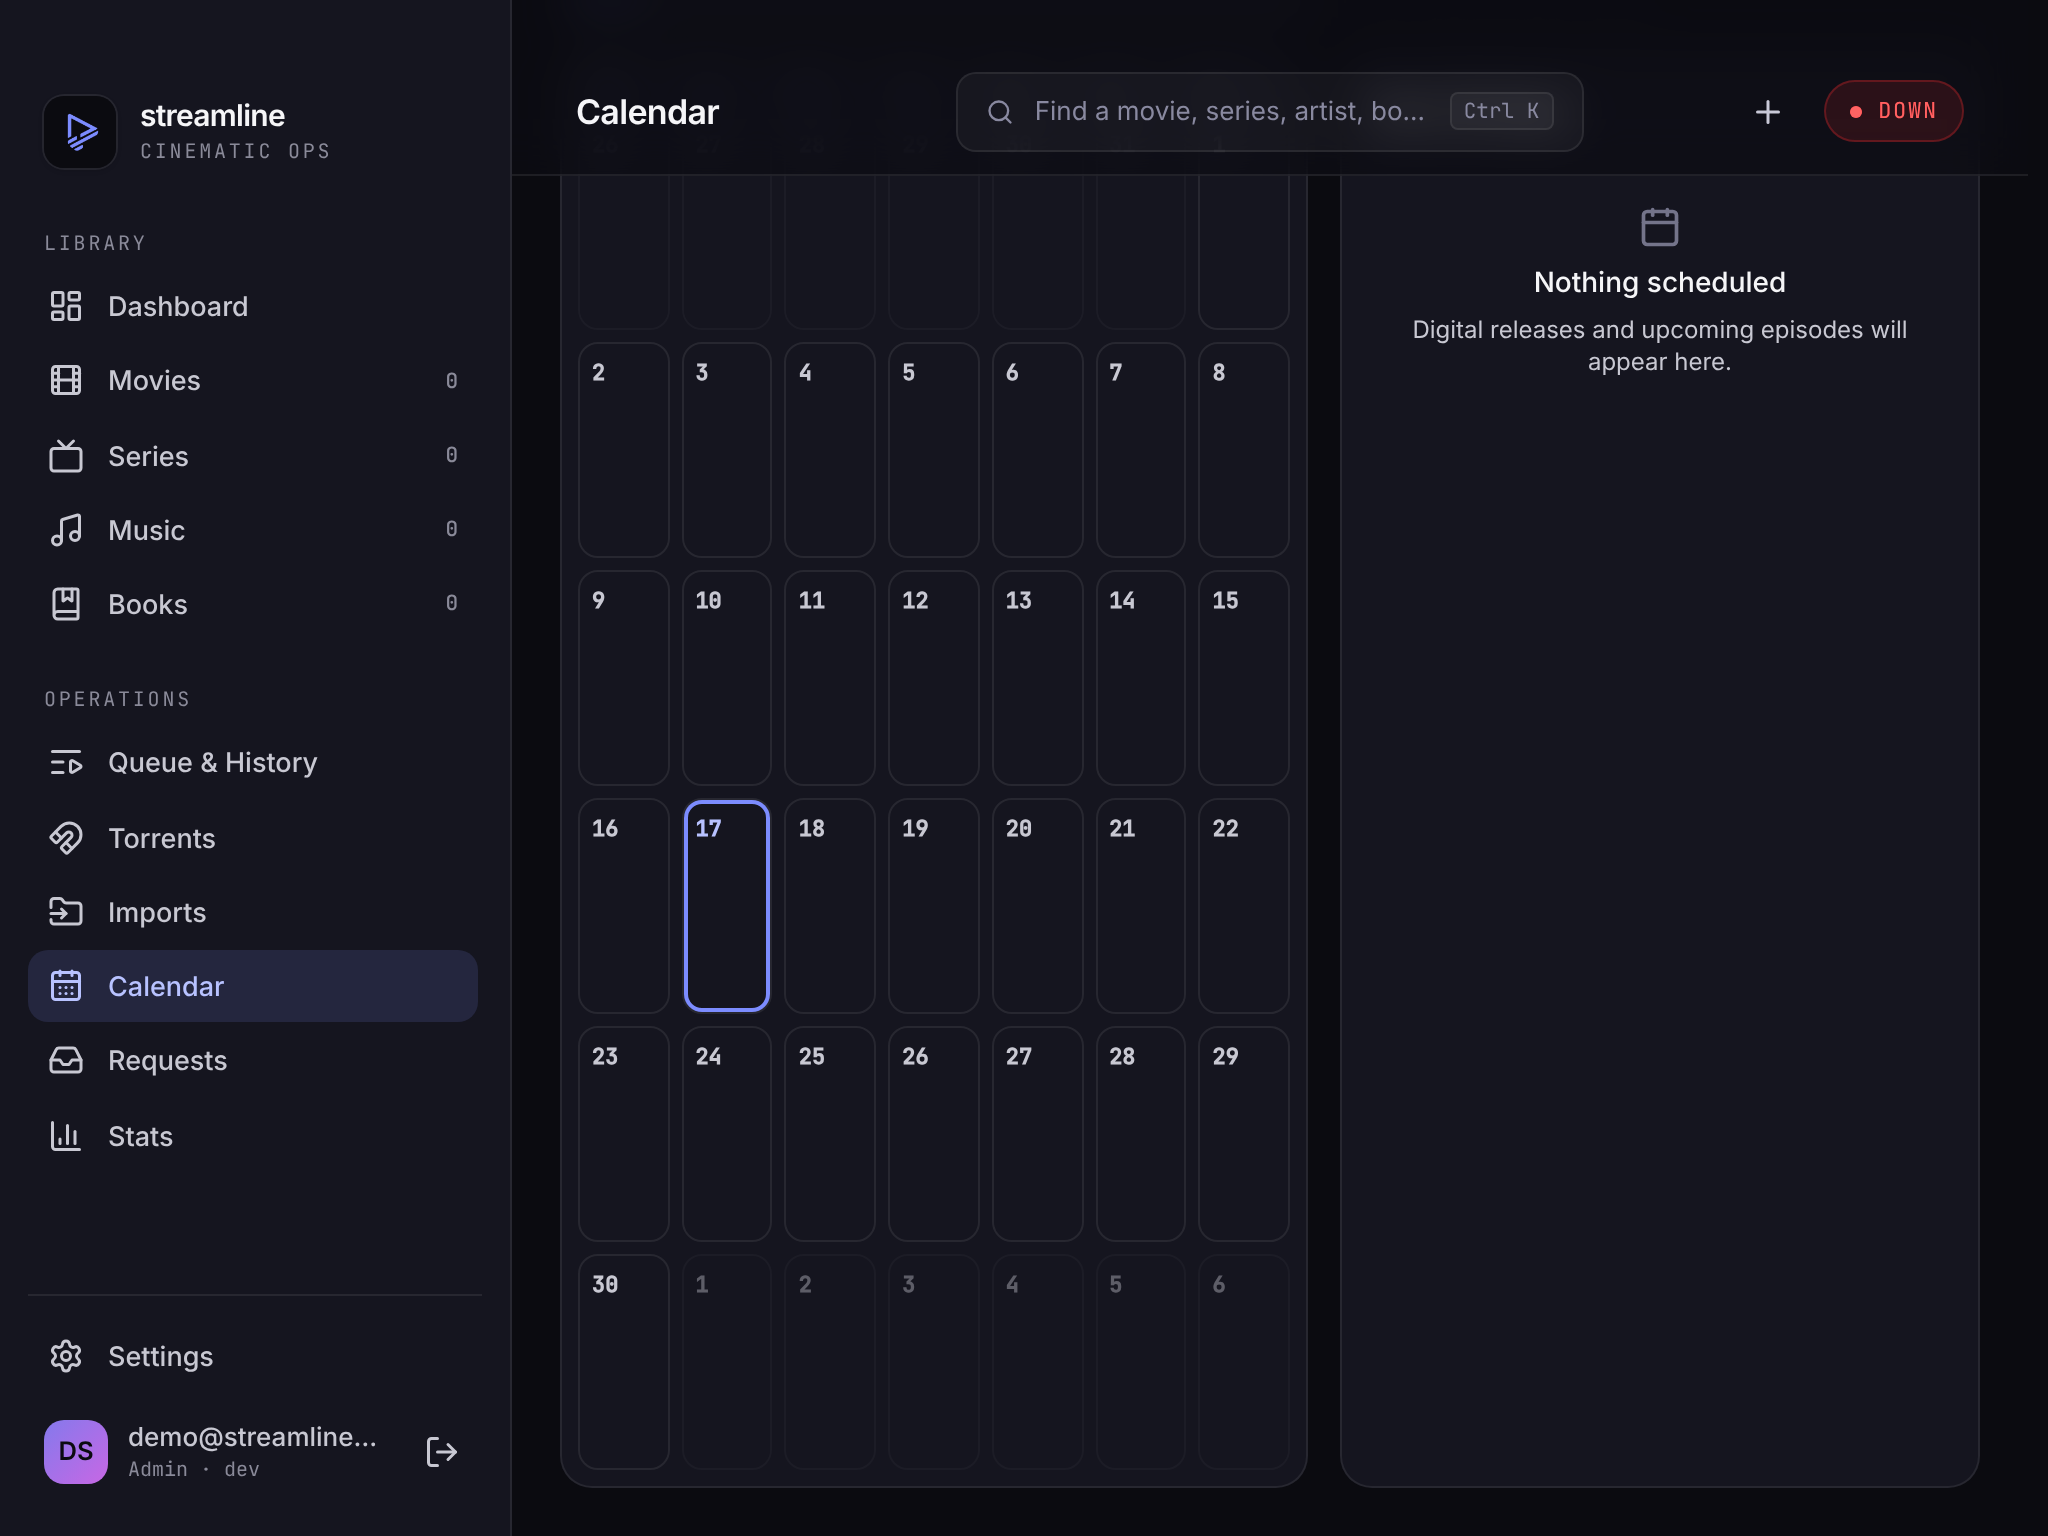 streamline
CINEMATIC OPS
LIBRARY
Dashboard
Movies 0
Series 0
Music 0
Books 0
OPERATIONS
Queue & History
Torrents
Imports
Calendar
Requests
Stats
Settings
DS
demo@streamline...
Admin · dev
Calendar
Find a movie, series, artist, bo...
Ctrl K
DOWN
2 3 4 5 6 7 8
9 10 11 12 13 14 15
16 17 18 19 20 21 22
23 24 25 26 27 28 29
30 1 2 3 4 5 6
Nothing scheduled
Digital releases and upcoming episodes will
appear here.